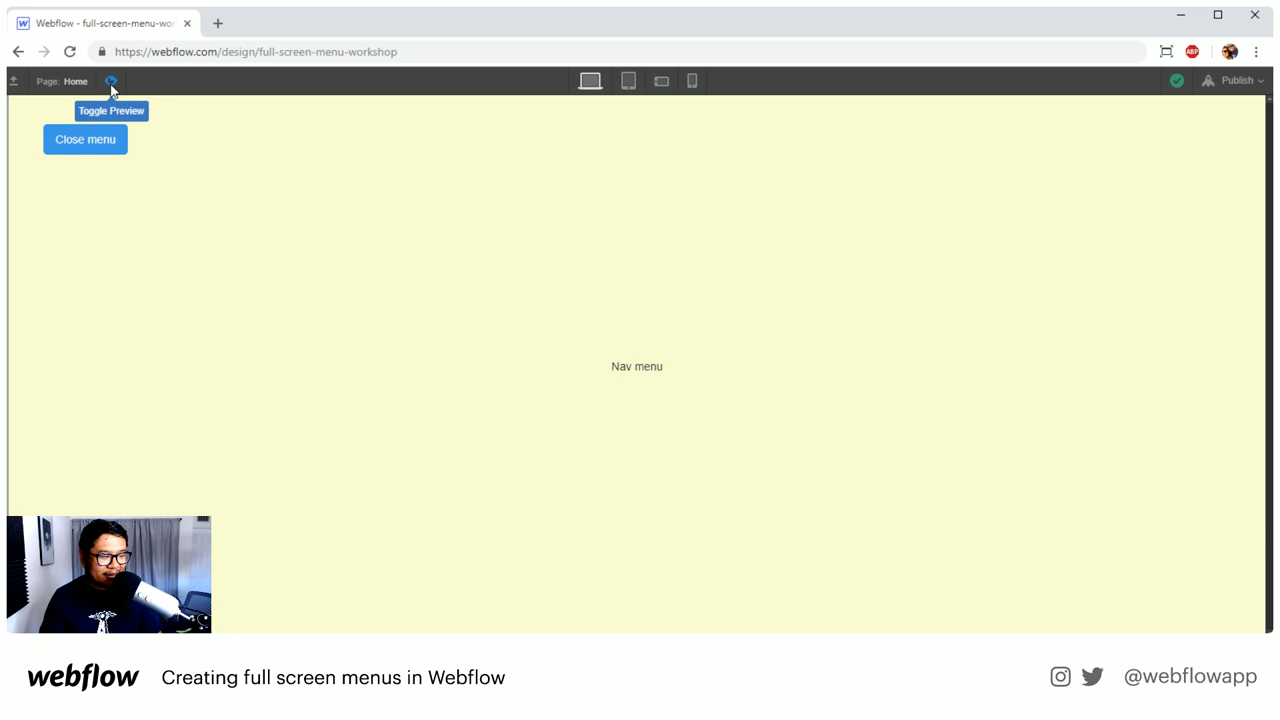 Webflow - full-screen-menu-wor
https://webflow.com/design/full-screen-menu-workshop
ABP
Page: Home
Publish
Toggle Preview
Close menu
Nav menu
webflow
Creating full screen menus in Webflow
@webflowapp